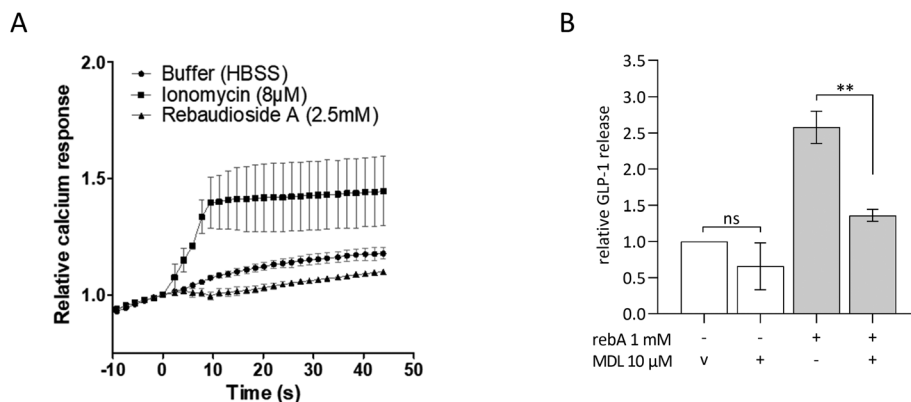 A
Relative calcium response
2.0
1.5
1.0
Buffer (HBSS)
Ionomycin (8µM)
Rebaudioside A (2.5mM)
-10 0 10 20 30 40 50
Time (s)
B
relative GLP-1 release
3.5
3.0
2.5
2.0
1.5
1.0
0.5
0.0
ns
**
rebA 1 mM - - + +
MDL 10 µM v + - +